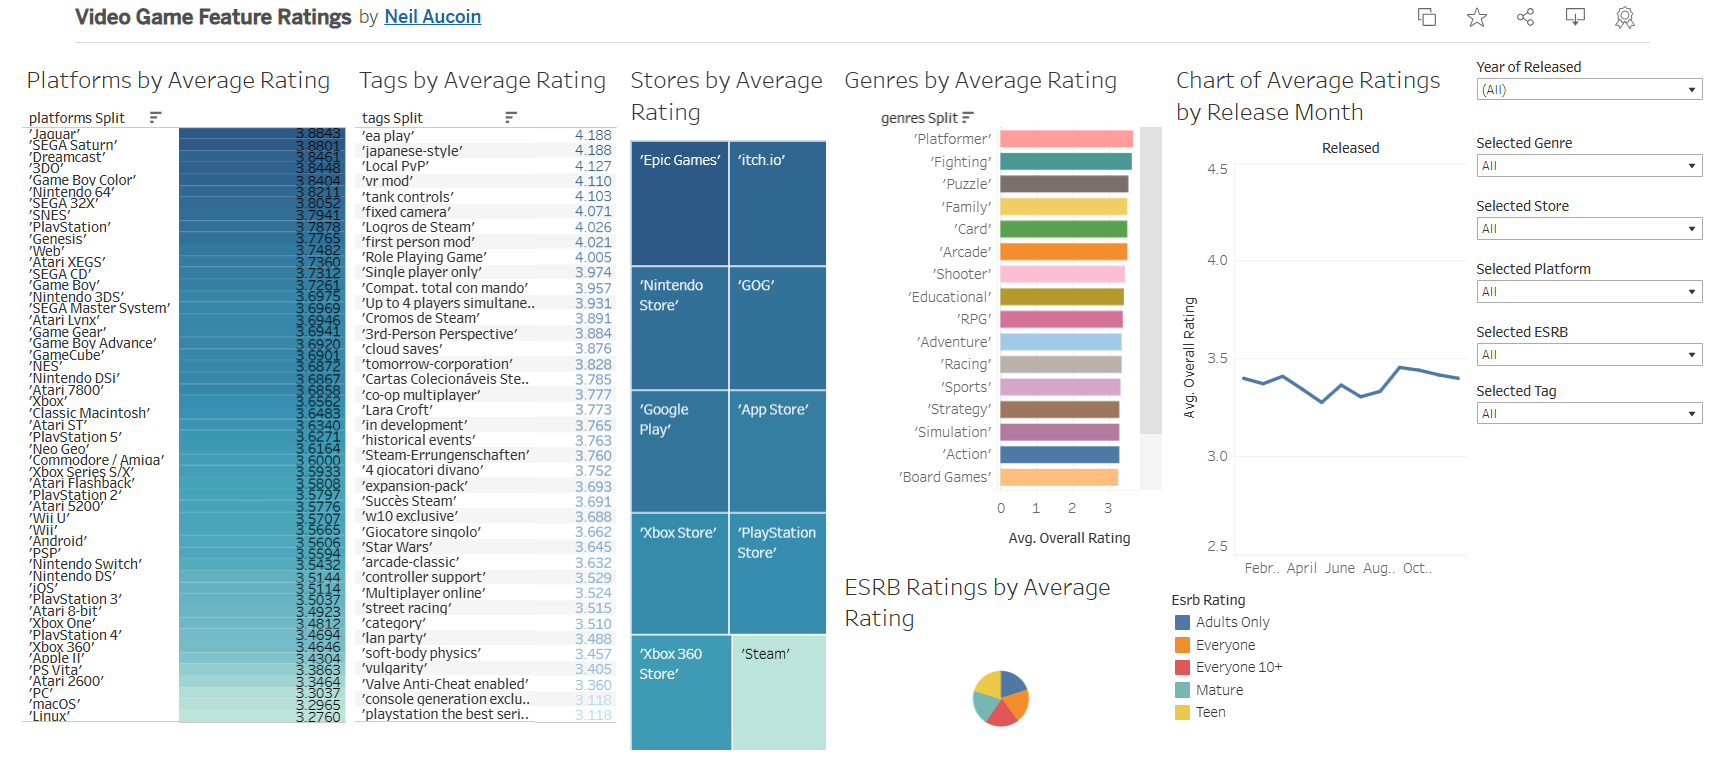 Video Game Feature Ratings by Neil Aucoin
Platforms by Average Rating
platforms Split
'Jaguar' 3.8843
'SEGA Saturn' 3.8801
'Dreamcast' 3.8461
'3DO' 3.8448
'Game Boy Color' 3.8404
'Nintendo 64' 3.8211
'SEGA 32X' 3.8052
'SNES' 3.7941
'PlayStation' 3.7878
'Genesis' 3.7765
'Web' 3.7482
'Atari XEGS' 3.7360
'SEGA CD' 3.7312
'Game Boy' 3.7261
'Nintendo 3DS' 3.6975
'SEGA Master System' 3.6969
'Atari Lynx' 3.6946
'Game Gear' 3.6941
'Game Boy Advance' 3.6920
'GameCube' 3.6901
'NES' 3.6872
'Nintendo DSi' 3.6867
'Atari 7800' 3.6858
'Xbox' 3.6562
'Classic Macintosh' 3.6483
'Atari ST' 3.6340
'PlayStation 5' 3.6271
'Neo Geo' 3.6164
'Commodore / Amiga' 3.6000
'Xbox Series S/X' 3.5933
'Atari Flashback' 3.5808
'PlayStation 2' 3.5797
'Atari 5200' 3.5776
'Wii U' 3.5707
'Wii' 3.5665
'Android' 3.5606
'PSP' 3.5594
'Nintendo Switch' 3.5432
'Nintendo DS' 3.5144
'iOS' 3.5114
'PlayStation 3' 3.5037
'Atari 8-bit' 3.4923
'Xbox One' 3.4812
'PlayStation 4' 3.4694
'Xbox 360' 3.4646
'Apple II' 3.4304
'PS Vita' 3.3863
'Atari 2600' 3.3464
'PC' 3.3037
'macOS' 3.2965
'Linux' 3.2760
Tags by Average Rating
tags Split
'ea play' 4.188
'japanese-style' 4.188
'Local PvP' 4.127
'vr mod' 4.110
'tank controls' 4.103
'fixed camera' 4.071
'Logros de Steam' 4.026
'first person mod' 4.021
'Role Playing Game' 4.005
'Single player only' 3.974
'Compat. total con mando' 3.957
'Up to 4 players simultane.. 3.931
'Cromos de Steam' 3.891
'3rd-Person Perspective' 3.884
'cloud saves' 3.876
'tomorrow-corporation' 3.828
'Cartas Colecionáveis Ste.. 3.785
'co-op multiplayer' 3.777
'Lara Croft' 3.773
'in development' 3.765
'historical events' 3.763
'Steam-Errungenschaften' 3.760
'4 giocatori divano' 3.752
'expansion-pack' 3.693
'Succès Steam' 3.691
'w10 exclusive' 3.688
'Giocatore singolo' 3.662
'Star Wars' 3.645
'arcade-classic' 3.632
'controller support' 3.529
'Multiplayer online' 3.524
'street racing' 3.515
'category' 3.510
'lan party' 3.488
'soft-body physics' 3.457
'vulgarity' 3.405
'Valve Anti-Cheat enabled' 3.360
'console generation exclu.. 3.118
'playstation the best seri.. 3.118
Stores by Average
Rating
'Epic Games' 'itch.io'
'Nintendo
Store' 'GOG'
'Google
Play' 'App Store'
'Xbox Store' 'PlayStation
Store'
'Xbox 360
Store' 'Steam'
Genres by Average Rating
genres Split
'Platformer'
'Fighting'
'Puzzle'
'Family'
'Card'
'Arcade'
'Shooter'
'Educational'
'RPG'
'Adventure'
'Racing'
'Sports'
'Strategy'
'Simulation'
'Action'
'Board Games'
0 1 2 3
Avg. Overall Rating
ESRB Ratings by Average
Rating
Chart of Average Ratings
by Release Month
Released
4.5
4.0
3.5
3.0
2.5
Avg. Overall Rating
Febr.. April June Aug.. Oct..
Esrb Rating
Adults Only
Everyone
Everyone 10+
Mature
Teen
Year of Released
(All)
Selected Genre
All
Selected Store
All
Selected Platform
All
Selected ESRB
All
Selected Tag
All